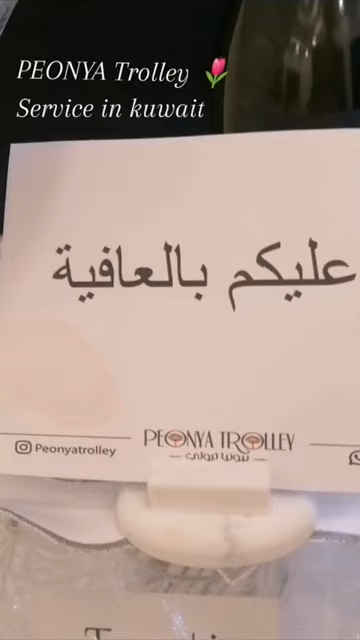 PEONYA Trolley 🌷
Service in kuwait
عليكم بالعافية
PEONYA TROLLEY
بيونيا ترولي
Peonyatrolley